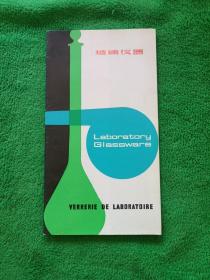 玻璃仪器
Laboratory
Glassware
VERRERIE DE LABORATOIRE